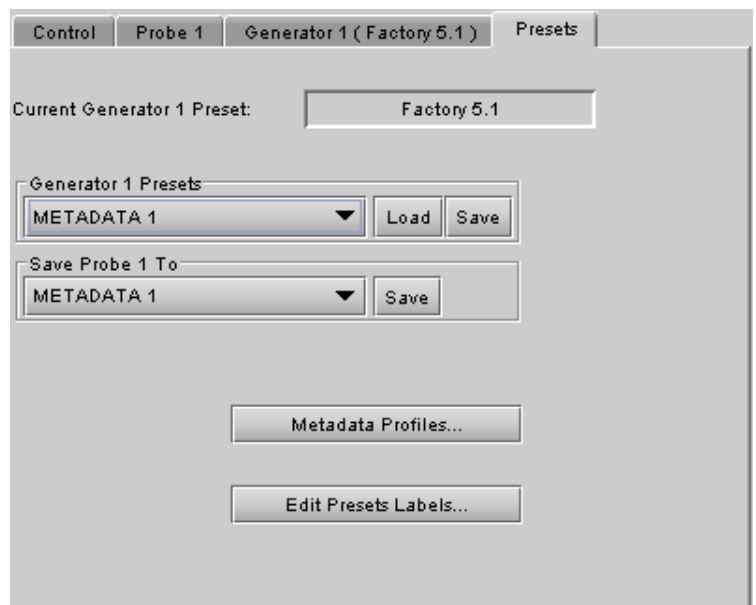 Control Probe 1 Generator 1 ( Factory 5.1 ) Presets
Current Generator 1 Preset: Factory 5.1
Generator 1 Presets
METADATA 1 Load Save
Save Probe 1 To
METADATA 1 Save
Metadata Profiles...
Edit Presets Labels...